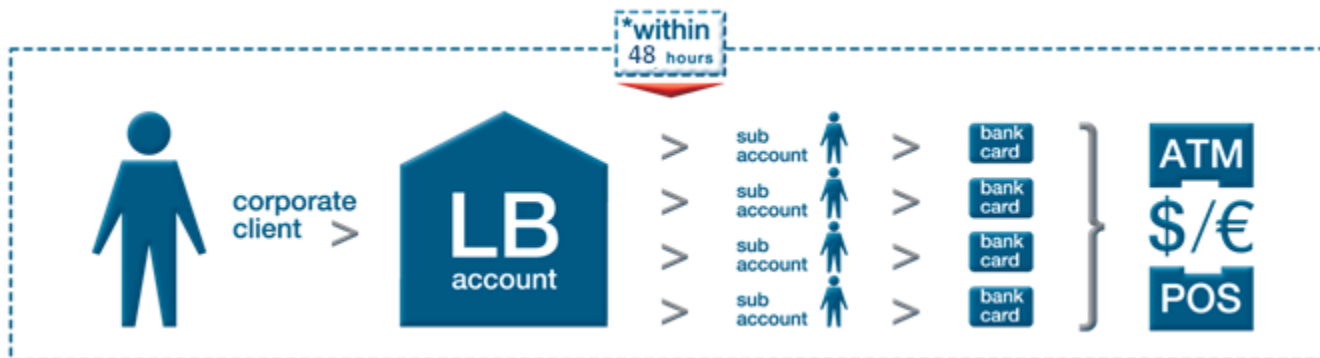 *within
48 hours
corporate
client >
LB
account
> sub
account > bank
card
> sub
account > bank
card
> sub
account > bank
card
> sub
account > bank
card
ATM
$/€
POS